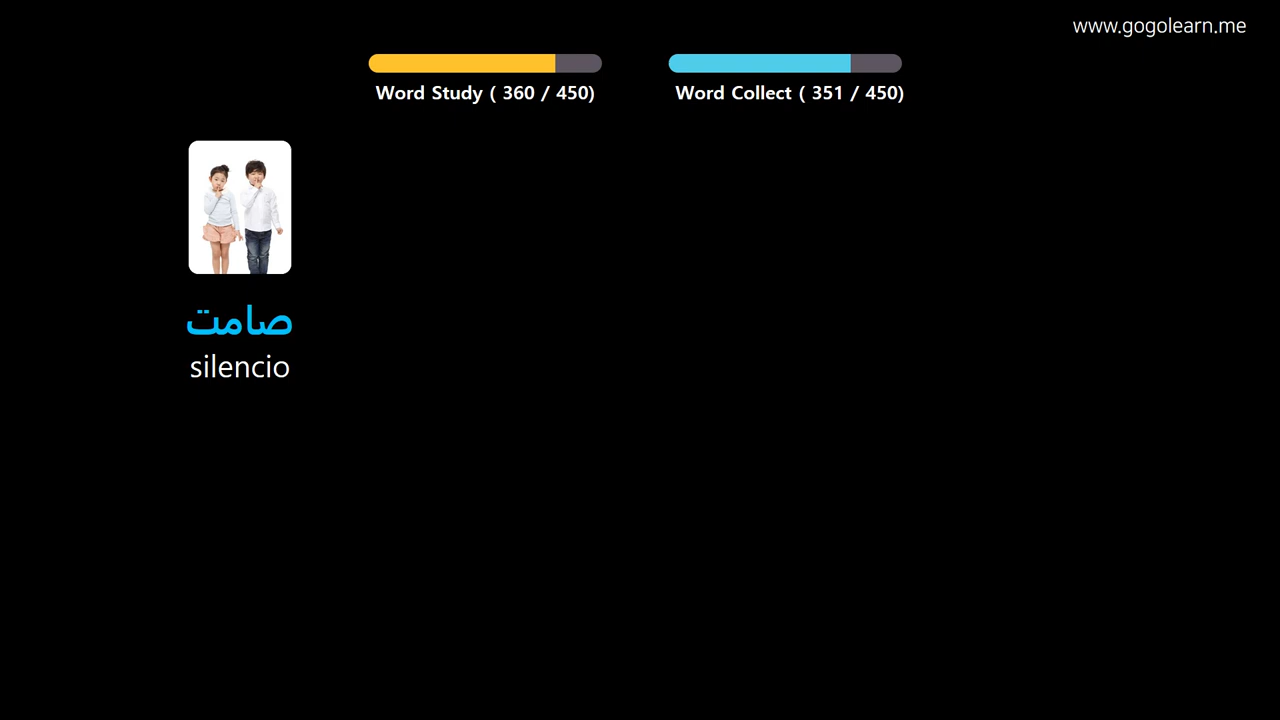 www.gogolearn.me
Word Study ( 360 / 450)
Word Collect ( 351 / 450)
صامت
silencio